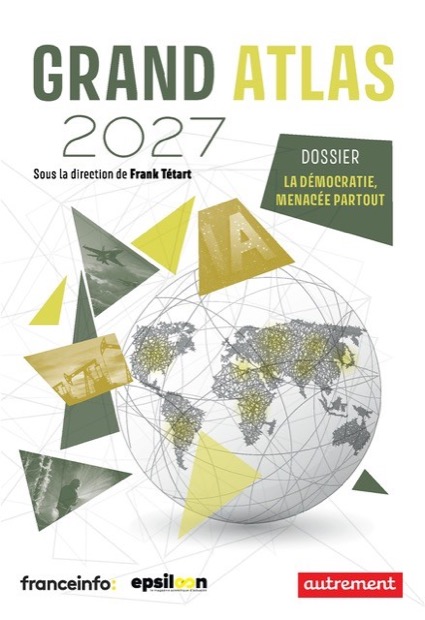 GRAND ATLAS
2027
Sous la direction de Frank Tétart
DOSSIER
LA DÉMOCRATIE,
MENACÉE PARTOUT
IA
franceinfo:
epsiloon
autrement